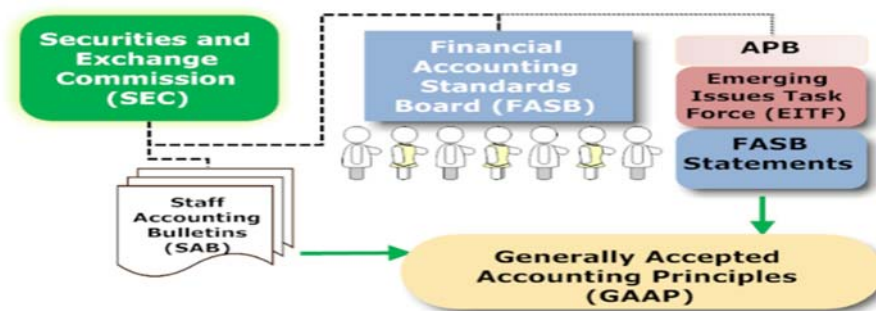 Securities and
Exchange
Commission
(SEC)
Financial
Accounting
Standards
Board (FASB)
APB
Emerging
Issues Task
Force (EITF)
FASB
Statements
Staff
Accounting
Bulletins
(SAB)
Generally Accepted
Accounting Principles
(GAAP)